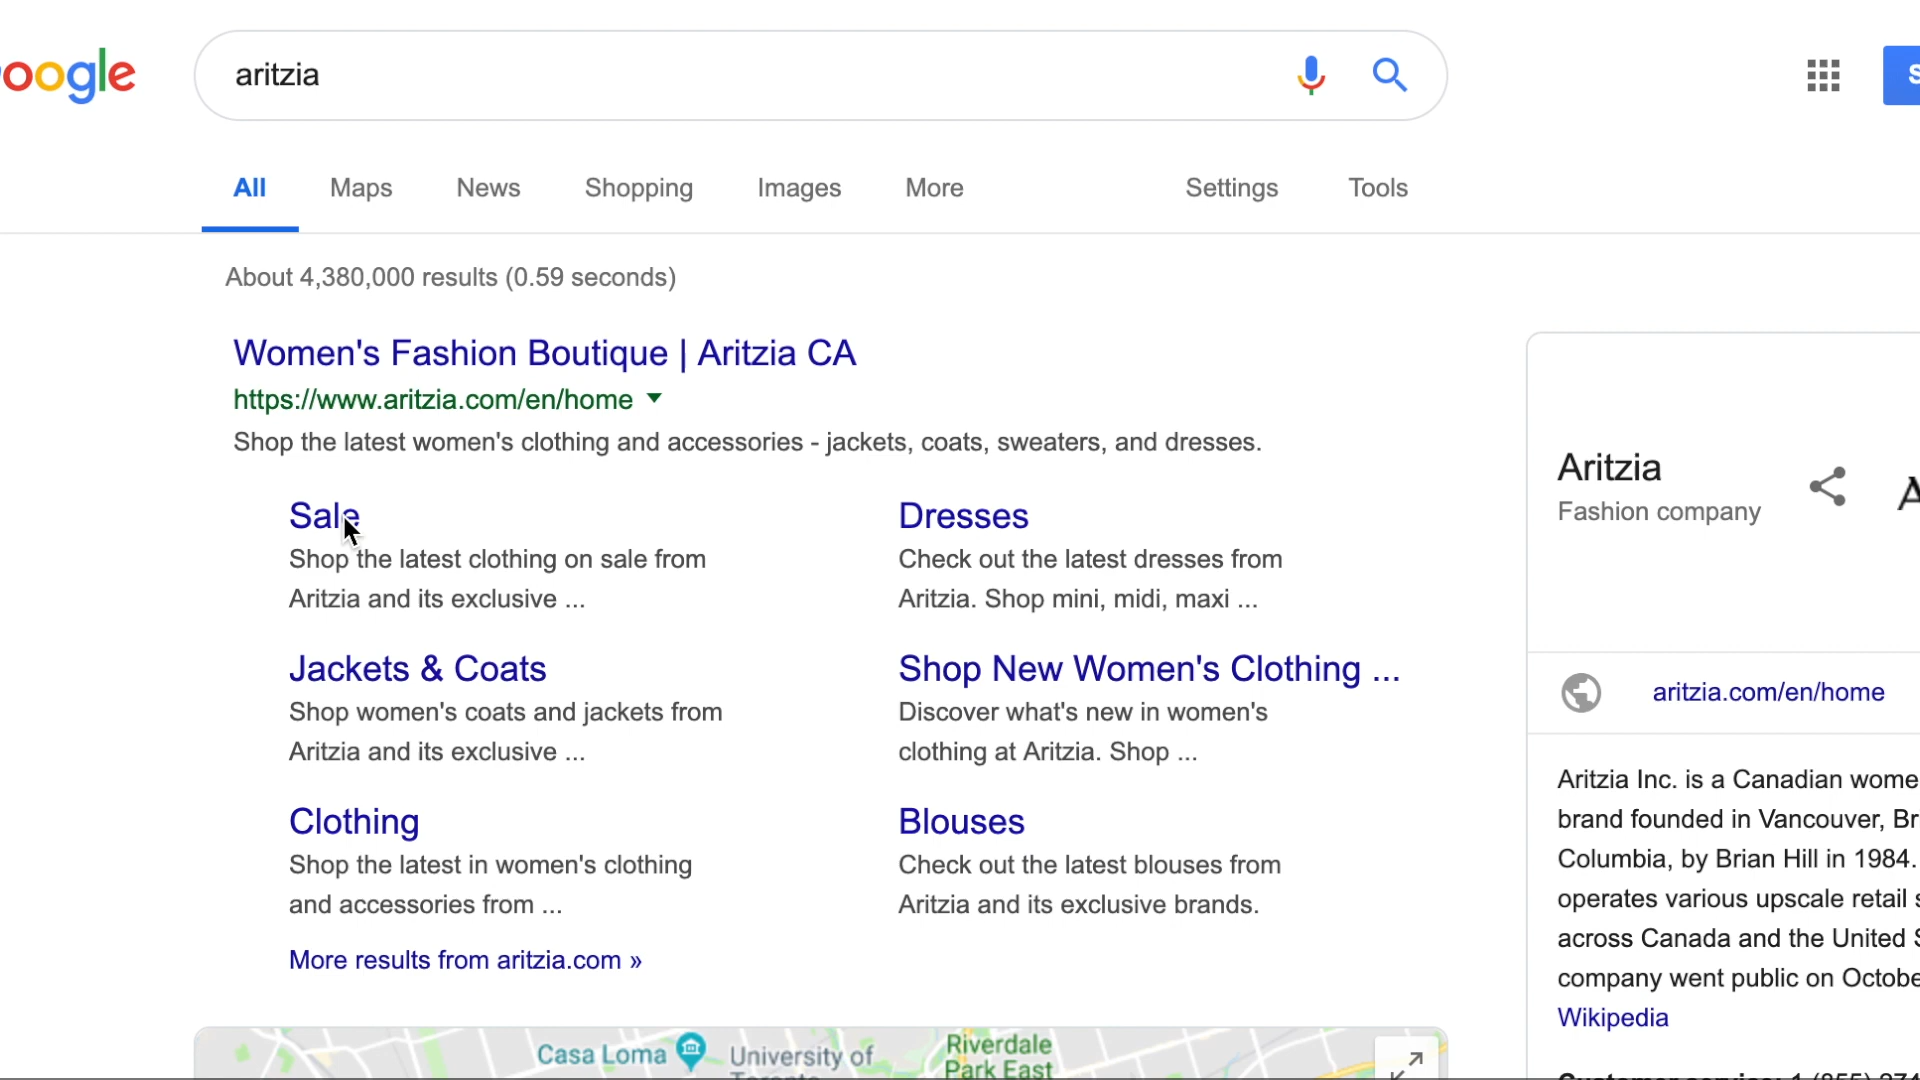 oogle
aritzia
All Maps News Shopping Images More Settings Tools
About 4,380,000 results (0.59 seconds)
Women's Fashion Boutique | Aritzia CA
https://www.aritzia.com/en/home
Shop the latest women's clothing and accessories - jackets, coats, sweaters, and dresses.
Sale
Shop the latest clothing on sale from
Aritzia and its exclusive ...
Dresses
Check out the latest dresses from
Aritzia. Shop mini, midi, maxi ...
Jackets & Coats
Shop women's coats and jackets from
Aritzia and its exclusive ...
Shop New Women's Clothing ...
Discover what's new in women's
clothing at Aritzia. Shop ...
Clothing
Shop the latest in women's clothing
and accessories from ...
Blouses
Check out the latest blouses from
Aritzia and its exclusive brands.
More results from aritzia.com »
Casa Loma
University of
Riverdale
Park East
Aritzia
Fashion company
A
aritzia.com/en/home
Aritzia Inc. is a Canadian wome
brand founded in Vancouver, Br
Columbia, by Brian Hill in 1984.
operates various upscale retail s
across Canada and the United S
company went public on Octobe
Wikipedia